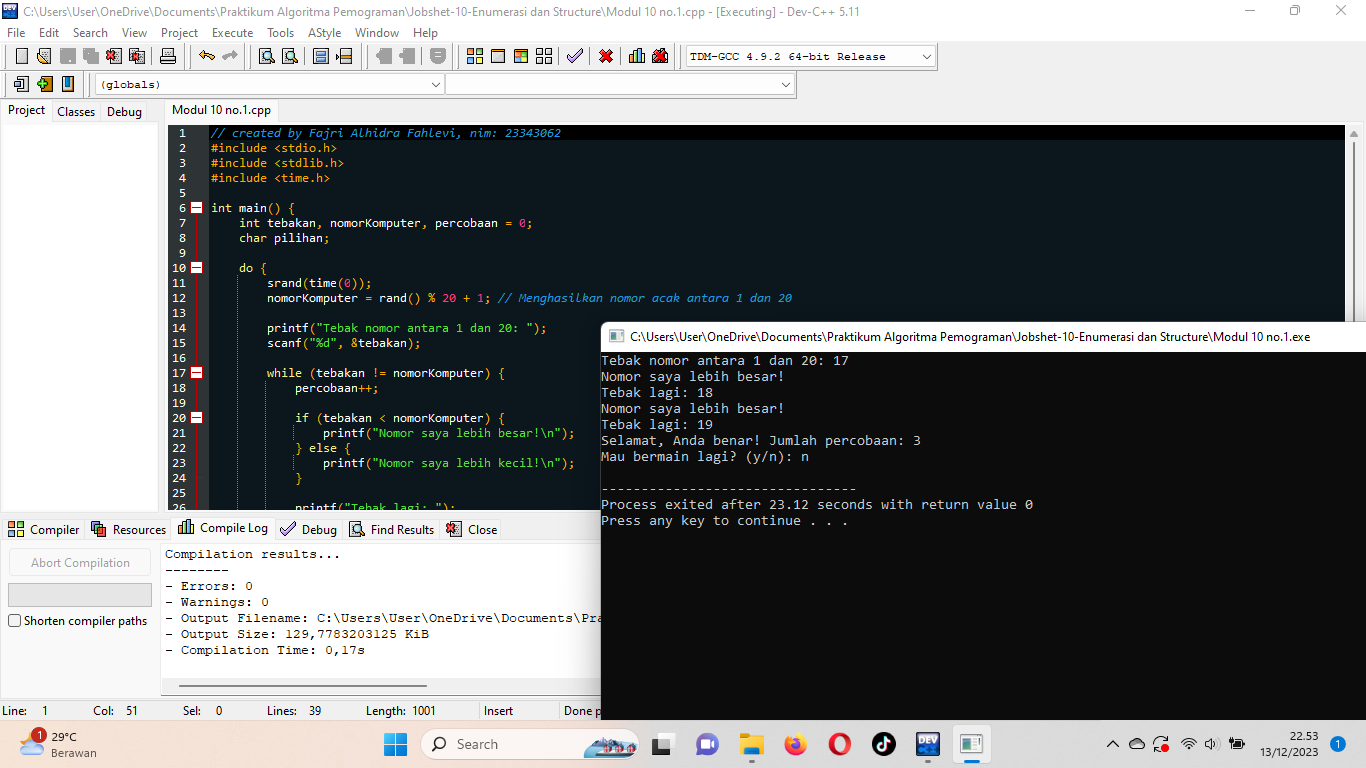 C:\Users\User\OneDrive\Documents\Praktikum Algoritma Pemograman\Jobshet-10-Enumerasi dan Structure\Modul 10 no.1.cpp - [Executing] - Dev-C++ 5.11
File Edit Search View Project Execute Tools AStyle Window Help
TDM-GCC 4.9.2 64-bit Release
(globals)
Project Classes Debug
Modul 10 no.1.cpp
1 // created by Fajri Alhidra Fahlevi, nim: 23343062
2 #include <stdio.h>
3 #include <stdlib.h>
4 #include <time.h>
5
6 int main() {
7 int tebakan, nomorKomputer, percobaan = 0;
8 char pilihan;
9
10 do {
11 srand(time(0));
12 nomorKomputer = rand() % 20 + 1; // Menghasilkan nomor acak antara 1 dan 20
13
14 printf("Tebak nomor antara 1 dan 20: ");
15 scanf("%d", &tebakan);
16
17 while (tebakan != nomorKomputer) {
18 percobaan++;
19
20 if (tebakan < nomorKomputer) {
21 printf("Nomor saya lebih besar!\n");
22 } else {
23 printf("Nomor saya lebih kecil!\n");
24 }
25
26 printf("Tebak lagi: ");
C:\Users\User\OneDrive\Documents\Praktikum Algoritma Pemograman\Jobshet-10-Enumerasi dan Structure\Modul 10 no.1.exe
Tebak nomor antara 1 dan 20: 17
Nomor saya lebih besar!
Tebak lagi: 18
Nomor saya lebih besar!
Tebak lagi: 19
Selamat, Anda benar! Jumlah percobaan: 3
Mau bermain lagi? (y/n): n
--------------------------------
Process exited after 23.12 seconds with return value 0
Press any key to continue . . .
Compiler Resources Compile Log Debug Find Results Close
Abort Compilation
Shorten compiler paths
Compilation results...
--------
- Errors: 0
- Warnings: 0
- Output Filename: C:\Users\User\OneDrive\Documents\Pra
- Output Size: 129,7783203125 KiB
- Compilation Time: 0,17s
Line: 1 Col: 51 Sel: 0 Lines: 39 Length: 1001 Insert Done p
1
29°C
Berawan
Search
DEV
22.53
13/12/2023
1